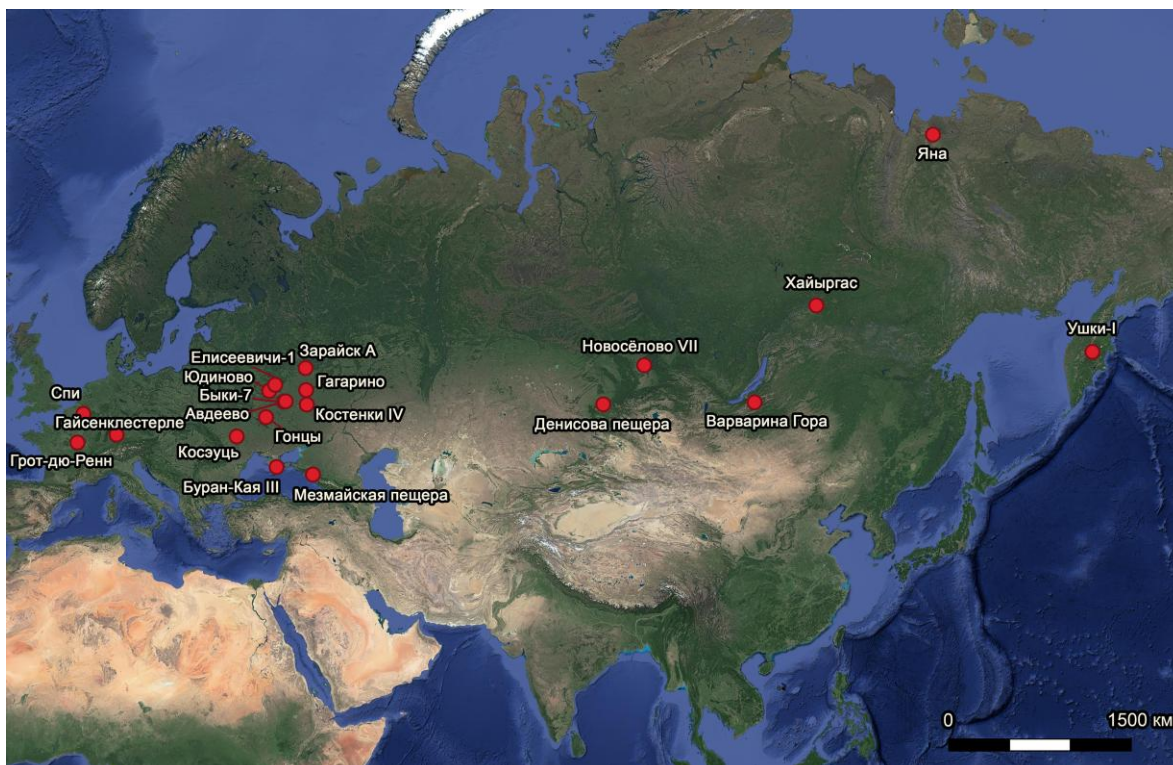 Яна
Хайыргас
Ушки-I
Новосёлово VII
Елисеевичи-1
Зарайск А
Юдиново
Гагарино
Быки-7
Спи
Авдеево
Костенки IV
Гайсенклестерле
Гонцы
Денисова пещера
Варварина Гора
Косэуць
Грот-дю-Ренн
Буран-Кая III
Мезмайская пещера
0
1500 км